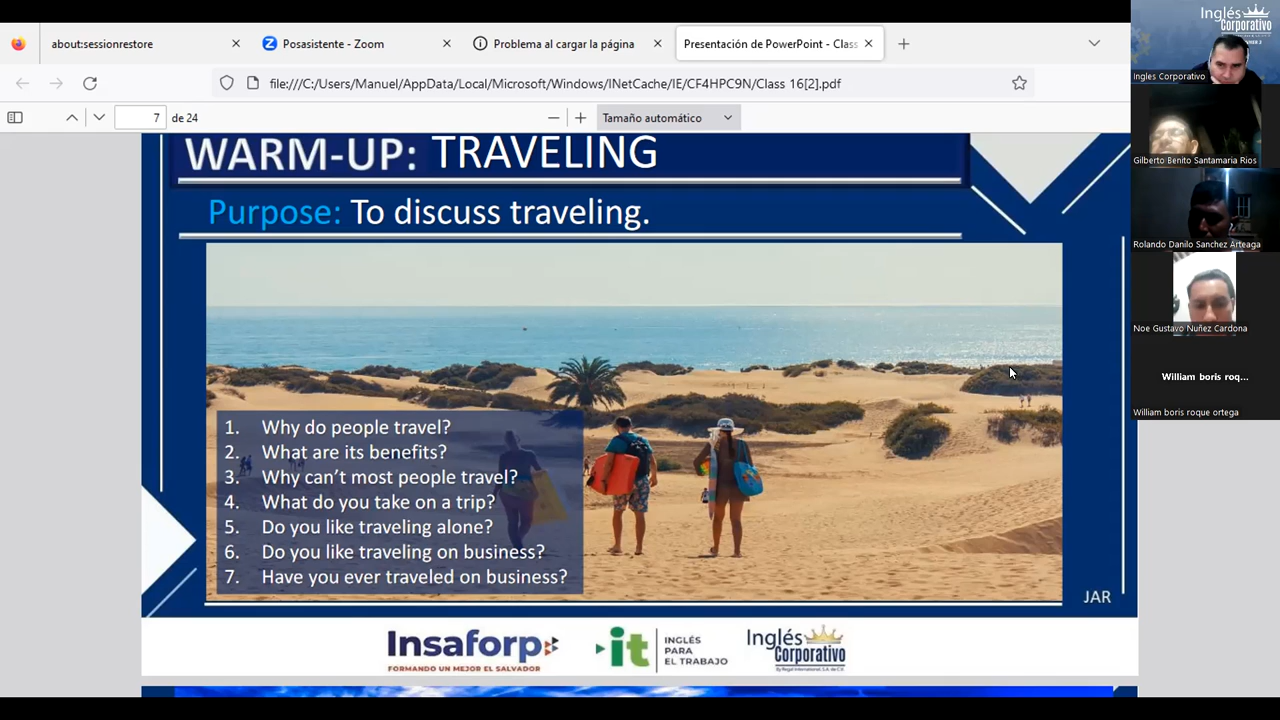 about:sessionrestore
Posasistente - Zoom
Problema al cargar la página
Presentación de PowerPoint - Class
file:///C:/Users/Manuel/AppData/Local/Microsoft/Windows/INetCache/IE/CF4HPC9N/Class 16[2].pdf
7 de 24
Tamaño automático
WARM-UP: TRAVELING
Purpose: To discuss traveling.
1. Why do people travel?
2. What are its benefits?
3. Why can't most people travel?
4. What do you take on a trip?
5. Do you like traveling alone?
6. Do you like traveling on business?
7. Have you ever traveled on business?
JAR
Insaforp
FORMANDO UN MEJOR EL SALVADOR
it
INGLÉS
PARA
EL TRABAJO
Inglés
Corporativo
Inglés
Corporativo
Ingles Corporativo
Gilberto Benito Santamaria Rios
Rolando Danilo Sanchez Arteaga
Noe Gustavo Nuñez Cardona
William boris roq...
William boris roque ortega